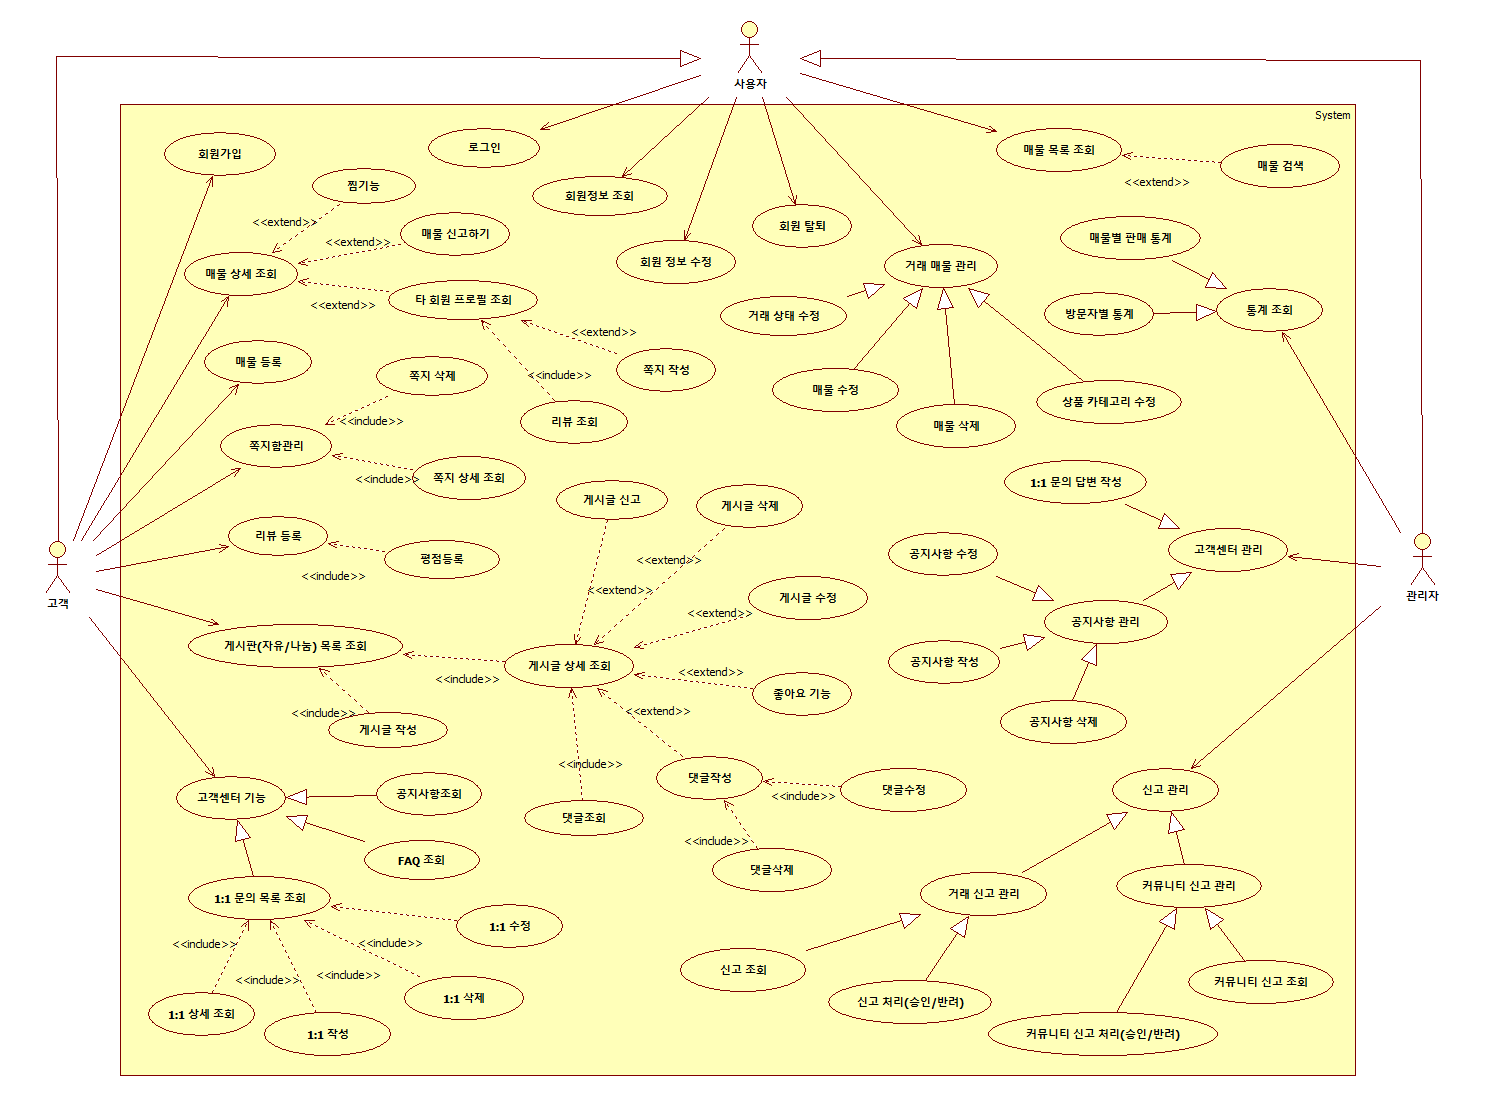 사용자
System
회원가입
로그인
매물 목록 조회
매물 검색
<<extend>>
찜기능
회원정보 조회
<<extend>>
회원 탈퇴
매물 신고하기
<<extend>>
매물별 판매 통계
매물 상세 조회
회원 정보 수정
거래 매물 관리
타 회원 프로필 조회
<<extend>>
거래 상태 수정
방문자별 통계
통계 조회
<<extend>>
매물 등록
쪽지 삭제
<<include>>
쪽지 작성
매물 수정
상품 카테고리 수정
<<include>>
리뷰 조회
매물 삭제
쪽지함관리
<<include>>
쪽지 상세 조회
1:1 문의 답변 작성
게시글 신고
게시글 삭제
리뷰 등록
평점등록
<<include>>
<<extend>>
공지사항 수정
고객센터 관리
고객
관리자
<<extend>>
게시글 수정
<<extend>>
공지사항 관리
게시판(자유/나눔) 목록 조회
게시글 상세 조회
공지사항 작성
<<include>>
<<extend>>
좋아요 기능
<<include>>
게시글 작성
<<extend>>
공지사항 삭제
<<include>>
댓글작성
댓글수정
<<include>>
신고 관리
고객센터 기능
공지사항조회
댓글조회
<<include>>
댓글삭제
FAQ 조회
1:1 문의 목록 조회
거래 신고 관리
커뮤니티 신고 관리
1:1 수정
<<include>>
<<include>>
<<include>>
<<include>>
신고 조회
커뮤니티 신고 조회
1:1 삭제
신고 처리(승인/반려)
1:1 상세 조회
1:1 작성
커뮤니티 신고 처리(승인/반려)